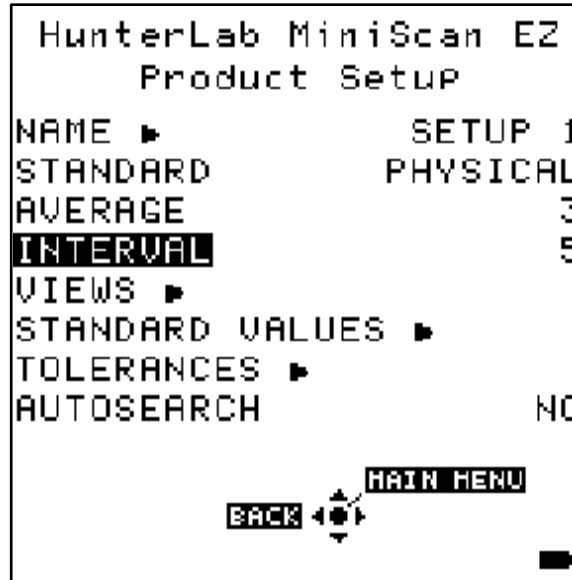 HunterLab MiniScan EZ
Product Setup
NAME SETUP 1
STANDARD PHYSICAL
AVERAGE 3
INTERVAL 5
VIEWS
STANDARD VALUES
TOLERANCES
AUTOSEARCH NO
MAIN MENU
BACK